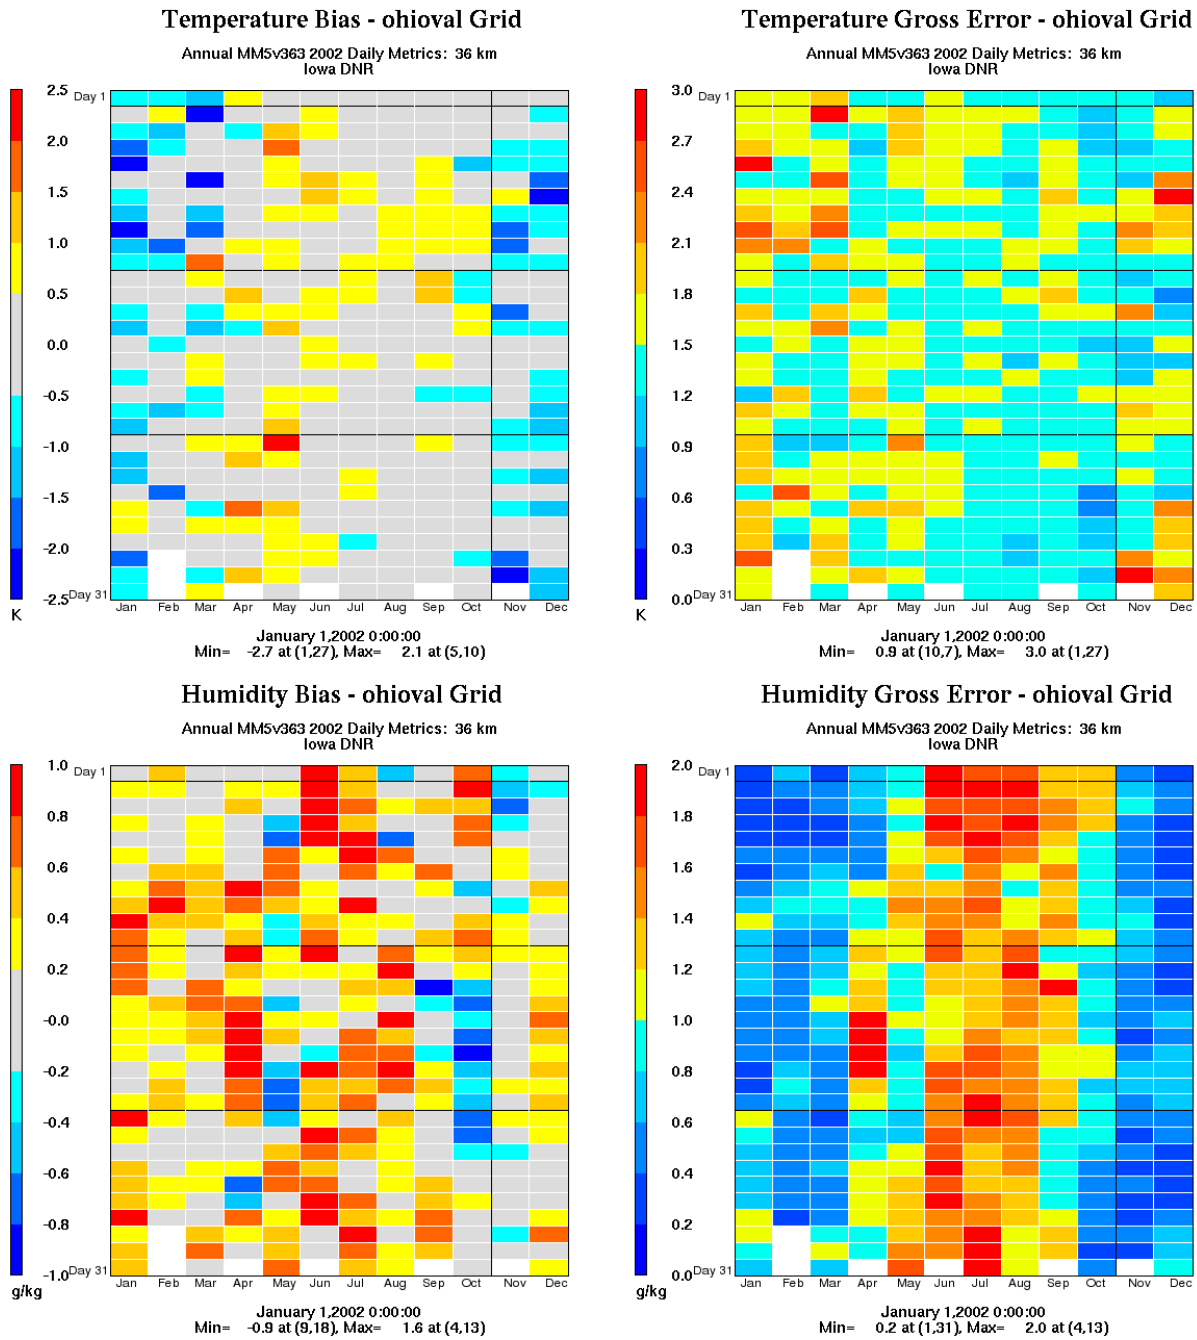 Temperature Bias - ohioval Grid
Annual MM5v363 2002 Daily Metrics: 36 km
Iowa DNR
2.5
2.0
1.5
1.0
0.5
0.0
-0.5
-1.0
-1.5
-2.0
-2.5
K
Day 1
Day 31
Jan Feb Mar Apr May Jun Jul Aug Sep Oct Nov Dec
January 1,2002 0:00:00
Min= -2.7 at (1,27), Max= 2.1 at (5,10)
Temperature Gross Error - ohioval Grid
Annual MM5v363 2002 Daily Metrics: 36 km
Iowa DNR
3.0
2.7
2.4
2.1
1.8
1.5
1.2
0.9
0.6
0.3
0.0
K
Day 1
Day 31
Jan Feb Mar Apr May Jun Jul Aug Sep Oct Nov Dec
January 1,2002 0:00:00
Min= 0.9 at (10,7), Max= 3.0 at (1,27)
Humidity Bias - ohioval Grid
Annual MM5v363 2002 Daily Metrics: 36 km
Iowa DNR
1.0
0.8
0.6
0.4
0.2
-0.0
-0.2
-0.4
-0.6
-0.8
-1.0
g/kg
Day 1
Day 31
Jan Feb Mar Apr May Jun Jul Aug Sep Oct Nov Dec
January 1,2002 0:00:00
Min= -0.9 at (9,18), Max= 1.6 at (4,13)
Humidity Gross Error - ohioval Grid
Annual MM5v363 2002 Daily Metrics: 36 km
Iowa DNR
2.0
1.8
1.6
1.4
1.2
1.0
0.8
0.6
0.4
0.2
0.0
g/kg
Day 1
Day 31
Jan Feb Mar Apr May Jun Jul Aug Sep Oct Nov Dec
January 1,2002 0:00:00
Min= 0.2 at (1,31), Max= 2.0 at (4,13)